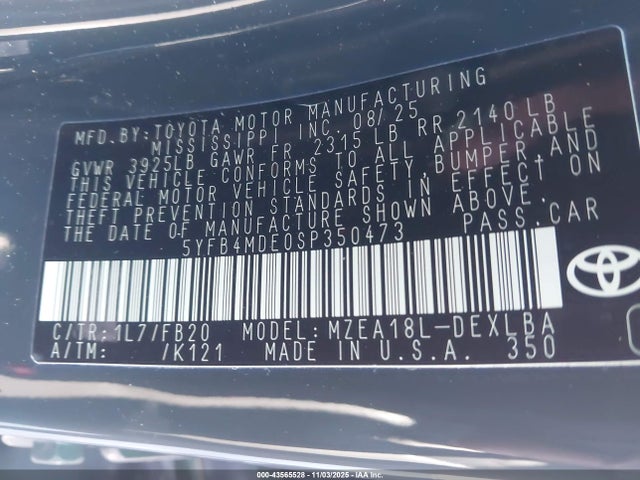 MFD.BY:TOYOTA MOTOR MANUFACTURING
MISSISSIPPI INC. 08/25
GVWR 3925LB GAWR FR 2315 LB RR 2140 LB
THIS VEHICLE CONFORMS TO ALL APPLICABLE
FEDERAL MOTOR VEHICLE SAFETY,BUMPER,AND
THEFT PREVENTION STANDARDS IN EFFECT ON
THE DATE OF MANUFACTURE SHOWN ABOVE.
5YFB4MDE0SP350473 PASS.CAR
C/TR:1L7/FB20 MODEL:MZEA18L-DEXLBA
A/TM: /K121 MADE IN U.S.A. 350
000-43565528 - 11/03/2025 - IAA Inc.